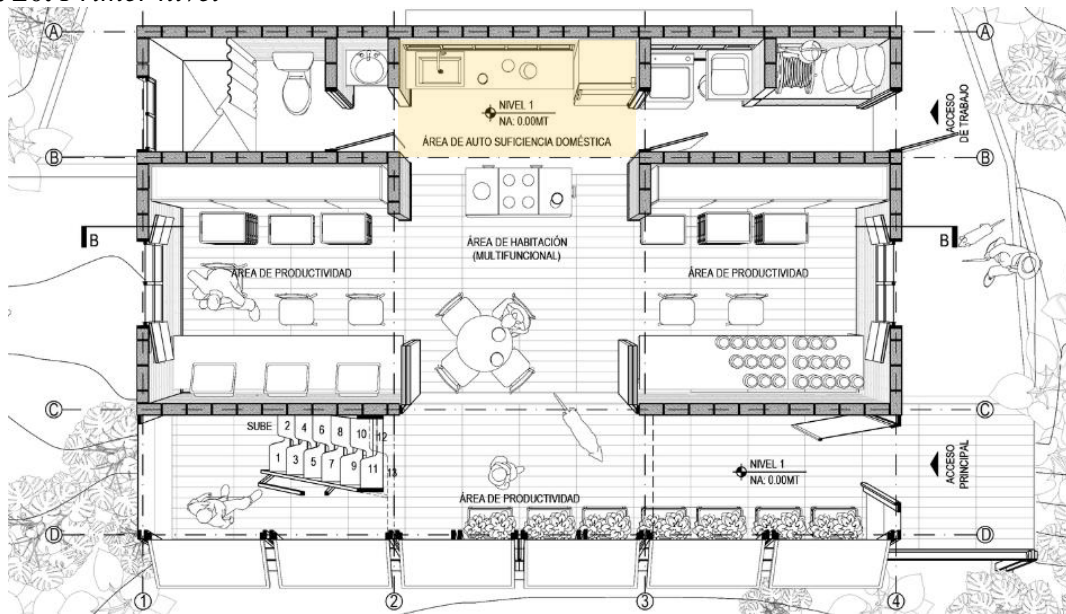 A
A
NIVEL 1
NA: 0.00MT
ÁREA DE AUTO SUFICIENCIA DOMÉSTICA
ACCESO
DE TRABAJO
B
B
B
B
ÁREA DE HABITACIÓN
(MULTIFUNCIONAL)
ÁREA DE PRODUCTIVIDAD
ÁREA DE PRODUCTIVIDAD
C
C
SUBE
2 4 6 8 10 12
1 3 5 7 9 11 13
NIVEL 1
NA: 0.00MT
ACCESO
PRINCIPAL
ÁREA DE PRODUCTIVIDAD
D
D
1
2
3
4